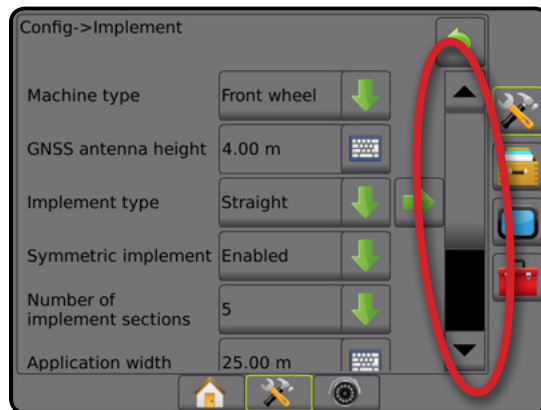 Config->Implement
Machine type Front wheel
GNSS antenna height 4.00 m
Implement type Straight
Symmetric implement Enabled
Number of
implement sections 5
Application width 25.00 m